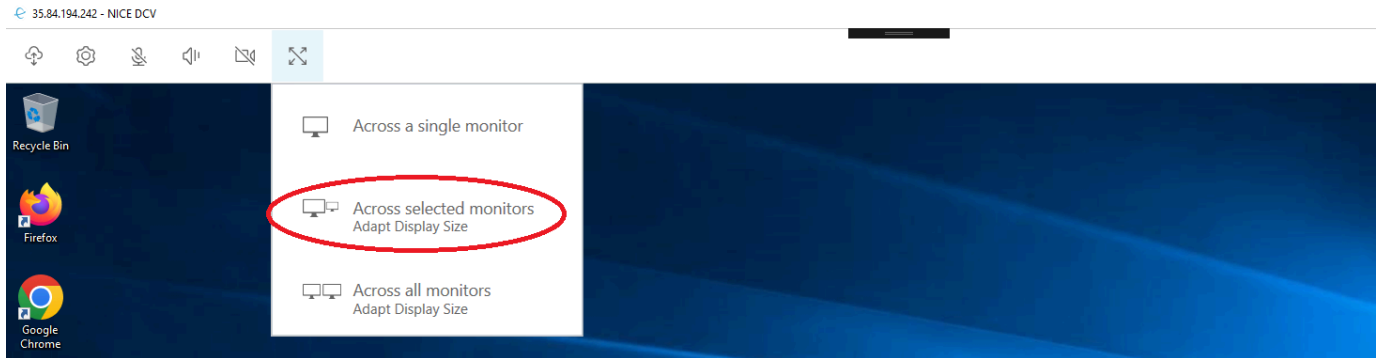 35.84.194.242 - NICE DCV
Recycle Bin
Firefox
Google
Chrome
Across a single monitor
Across selected monitors
Adapt Display Size
Across all monitors
Adapt Display Size